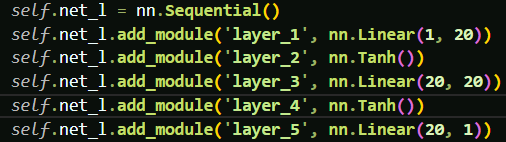 self.net_l = nn.Sequential()
self.net_l.add_module('layer_1', nn.Linear(1, 20))
self.net_l.add_module('layer_2', nn.Tanh())
self.net_l.add_module('layer_3', nn.Linear(20, 20))
self.net_l.add_module('layer_4', nn.Tanh())
self.net_l.add_module('layer_5', nn.Linear(20, 1))